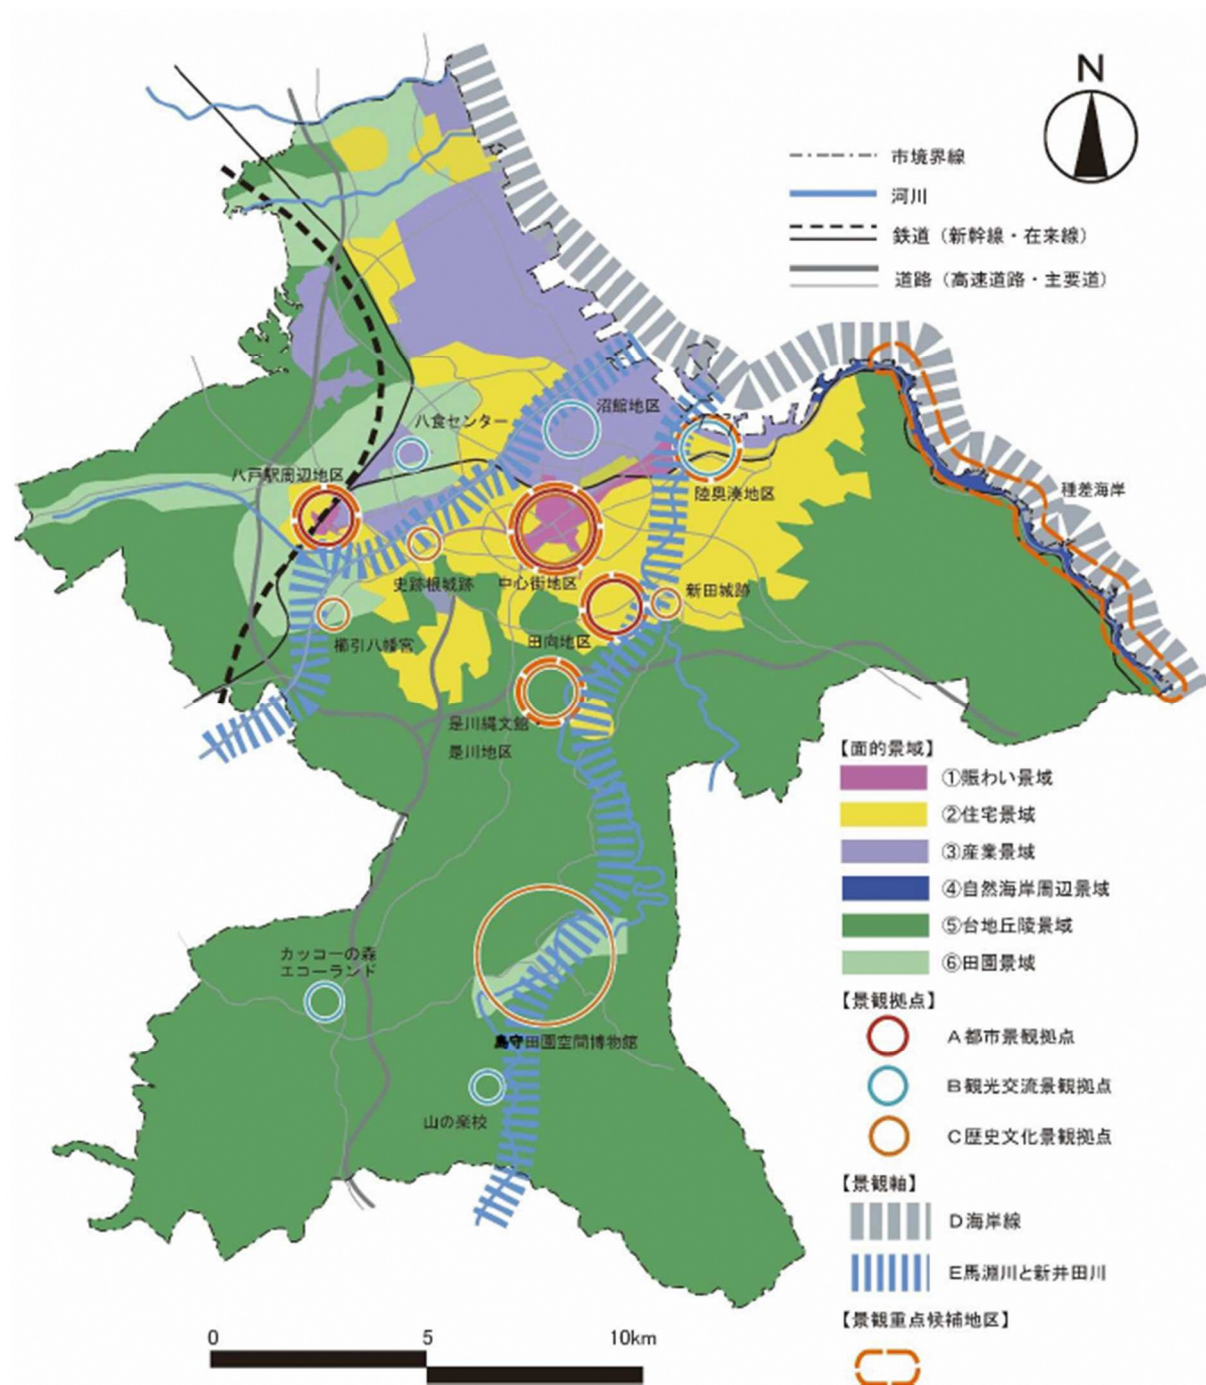 N
市境界線
河川
鉄道（新幹線・在来線）
道路（高速道路・主要道）
沼館地区
八食センター
八戸駅周辺地区
陸奥湊地区
種差海岸
史跡根城跡
中心街地区
新田城跡
田向地区
櫛引八幡宮
是川縄文館・
是川地区
【面的景域】
①賑わい景域
②住宅景域
③産業景域
④自然海岸周辺景域
⑤台地丘陵景域
⑥田園景域
カッコーの森
エコーランド
【景観拠点】
A都市景観拠点
島守田園空間博物館
B観光交流景観拠点
山の楽校
C歴史文化景観拠点
【景観軸】
D海岸線
E馬淵川と新井田川
【景観重点候補地区】
0 5 10km